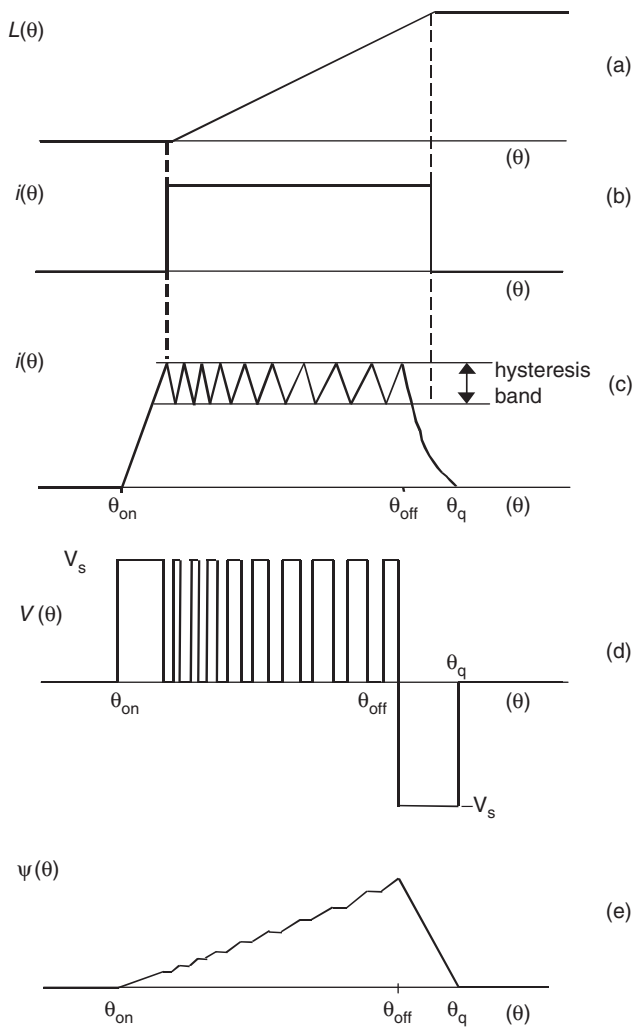 L(θ)
(a)
(θ)
i(θ)
(b)
(θ)
i(θ)
hysteresis
band
(c)
θon
θoff
θq
(θ)
Vs
V(θ)
(d)
θq
θon
θoff
(θ)
–Vs
ψ(θ)
(e)
θon
θoff
θq
(θ)